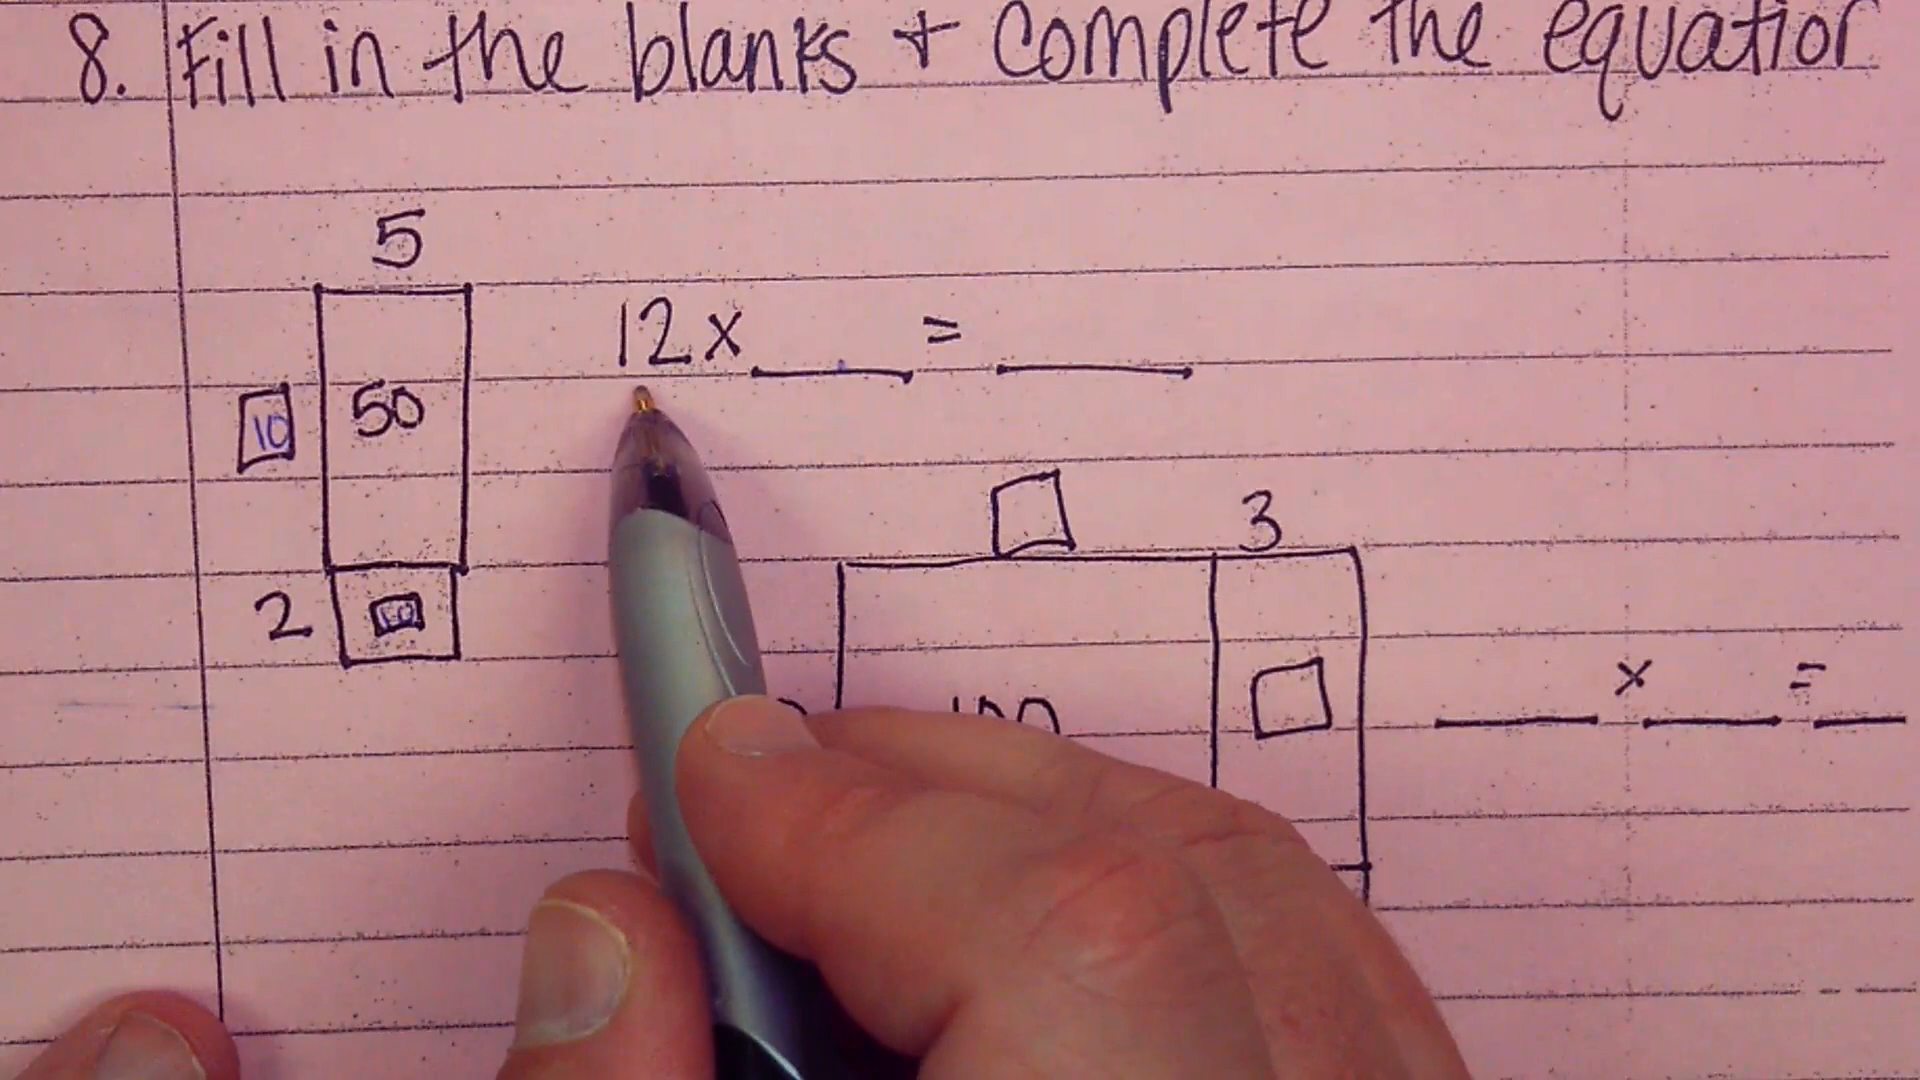 8. Fill in the blanks + complete the equation
5
12 x ___ = ___
10 50
3
2 10
100
___ x ___ = ___